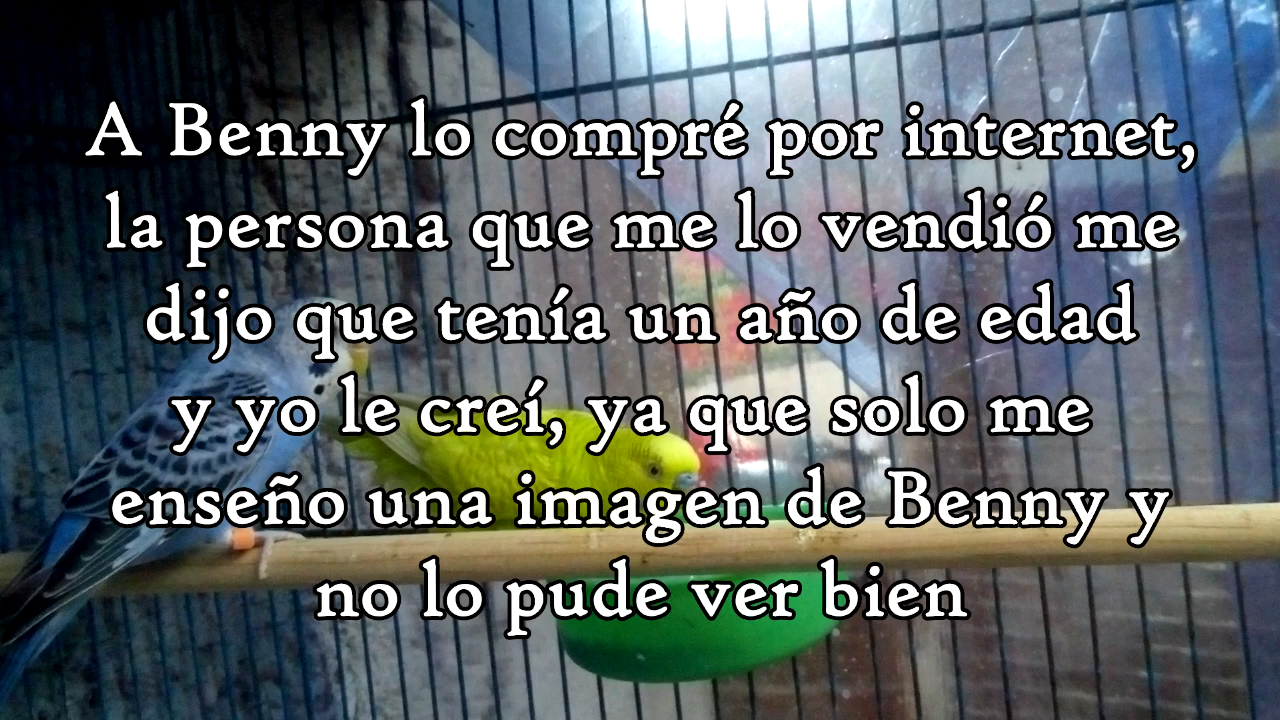 A Benny lo compré por internet,
la persona que me lo vendió me
dijo que tenía un año de edad
y yo le creí, ya que solo me
enseño una imagen de Benny y
no lo pude ver bien